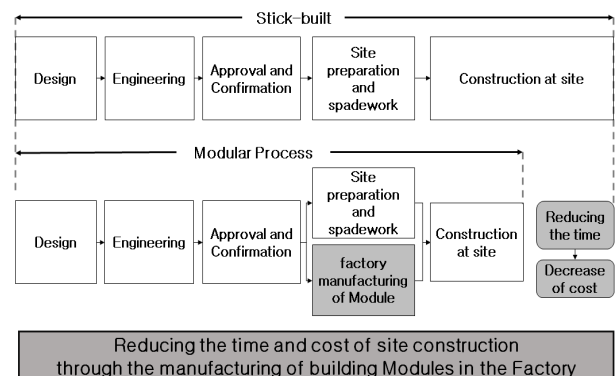 Stick-built
Design
Engineering
Approval and
Confirmation
Site
preparation
and
spadework
Construction at site
Modular Process
Design
Engineering
Approval and
Confirmation
Site
preparation
and
spadework
factory
manufacturing
of Module
Construction
at site
Reducing
the time
Decrease
of cost
Reducing the time and cost of site construction
through the manufacturing of building Modules in the Factory